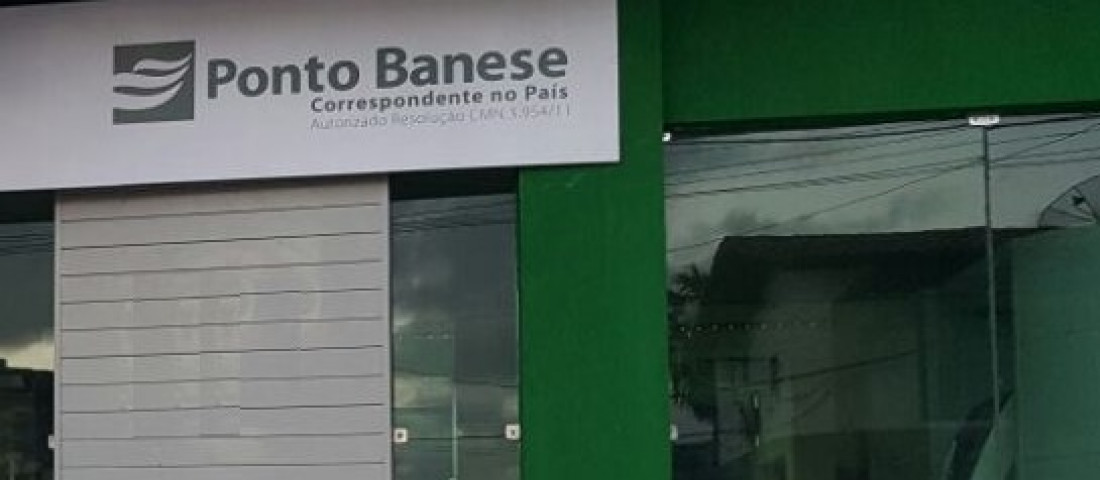 Ponto Banese
Correspondente no País
Autorizado Resolução CMN 3.954/11